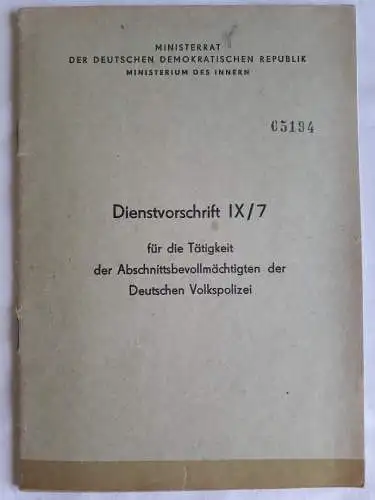 MINISTERRAT
DER DEUTSCHEN DEMOKRATISCHEN REPUBLIK
MINISTERIUM DES INNERN
05194
Dienstvorschrift IX/7
für die Tätigkeit
der Abschnittsbevollmächtigten der
Deutschen Volkspolizei